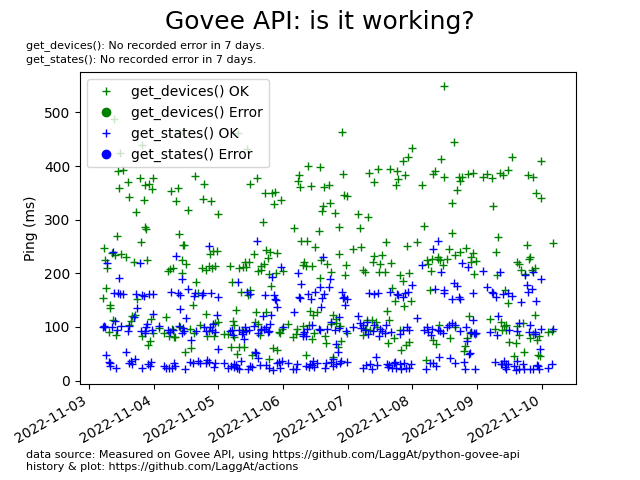 Govee API: is it working?
get_devices(): No recorded error in 7 days.
get_states(): No recorded error in 7 days.
get_devices() OK
get_devices() Error
get_states() OK
get_states() Error
Ping (ms)
500
400
300
200
100
0
2022-11-03
2022-11-04
2022-11-05
2022-11-06
2022-11-07
2022-11-08
2022-11-09
2022-11-10
data source: Measured on Govee API, using https://github.com/LaggAt/python-govee-api
history & plot: https://github.com/LaggAt/actions